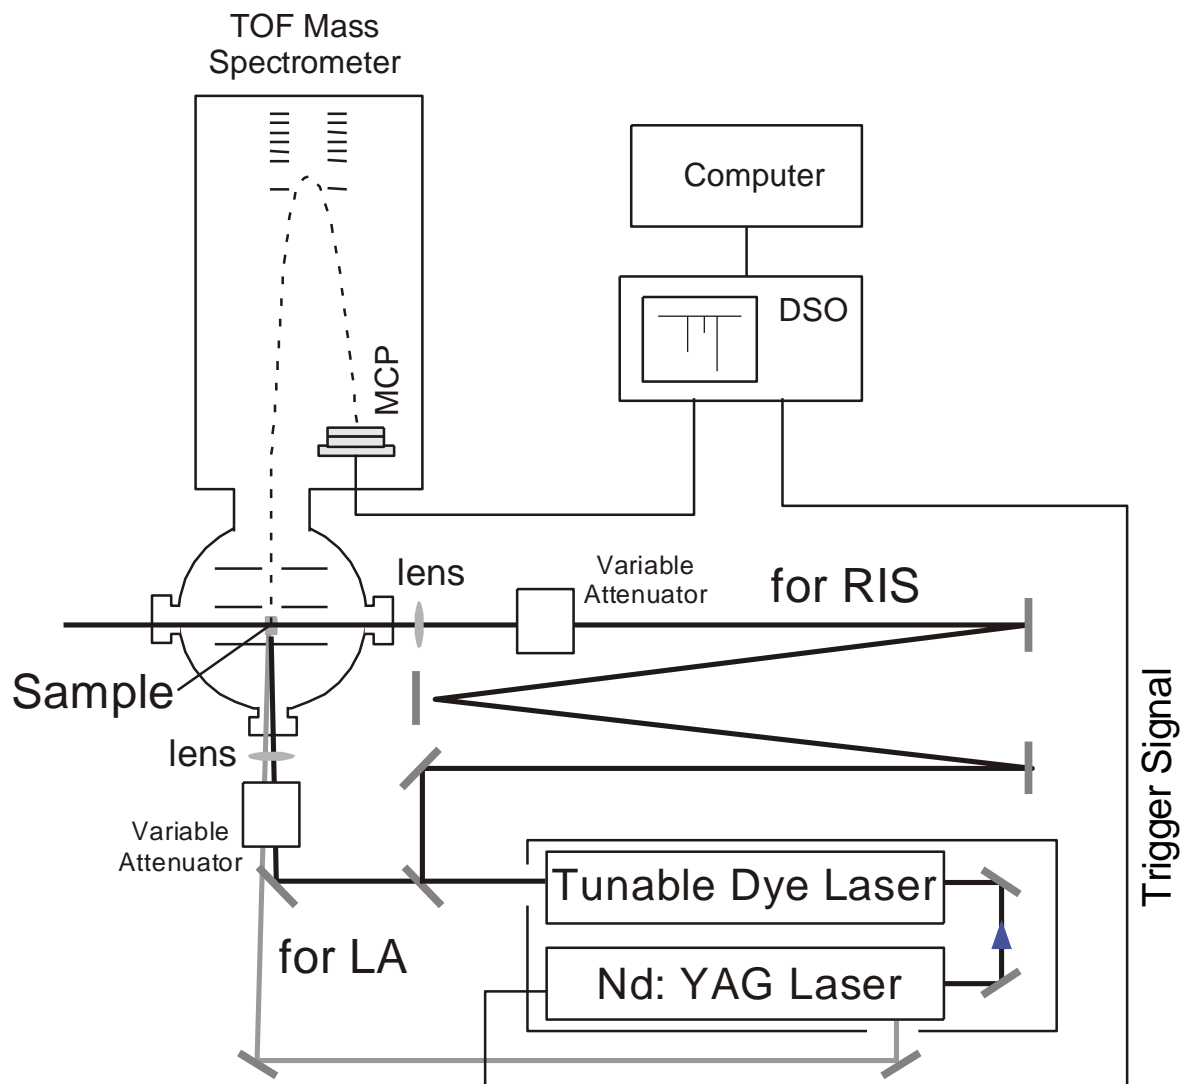 TOF Mass
Spectrometer
Computer
DSO
MCP
lens
Variable
Attenuator
for RIS
Sample
lens
Variable
Attenuator
Trigger Signal
Tunable Dye Laser
for LA
Nd: YAG Laser